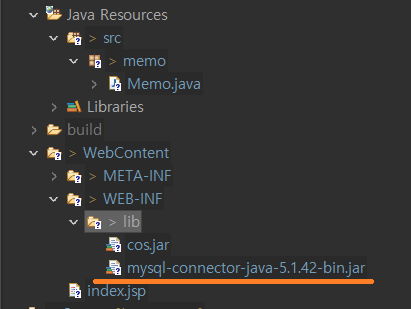 Java Resources
> src
> memo
> Memo.java
> Libraries
> build
> WebContent
> META-INF
> WEB-INF
> lib
cos.jar
mysql-connector-java-5.1.42-bin.jar
index.jsp